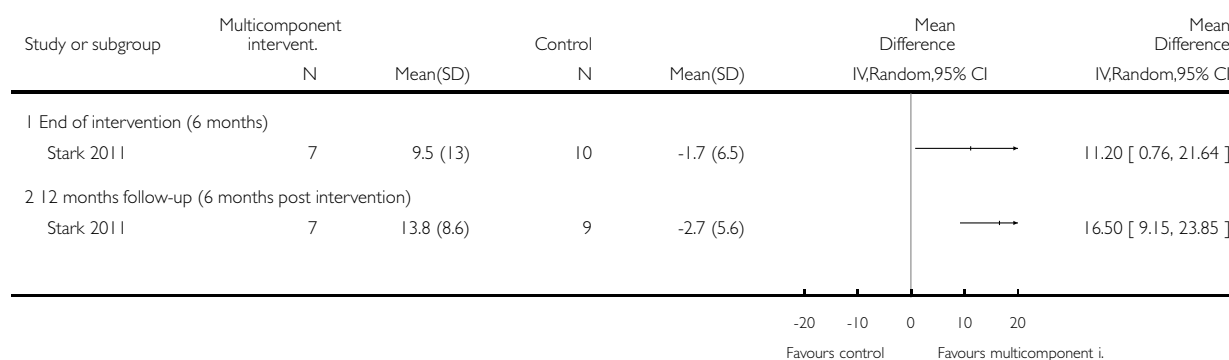 Study or subgroup Multicomponent intervent. Control Mean Difference Mean Difference
N Mean(SD) N Mean(SD) IV,Random,95% CI IV,Random,95% CI
1 End of intervention (6 months)
Stark 2011 7 9.5 (13) 10 -1.7 (6.5) 11.20 [ 0.76, 21.64 ]
2 12 months follow-up (6 months post intervention)
Stark 2011 7 13.8 (8.6) 9 -2.7 (5.6) 16.50 [ 9.15, 23.85 ]
-20 -10 0 10 20
Favours control Favours multicomponent i.